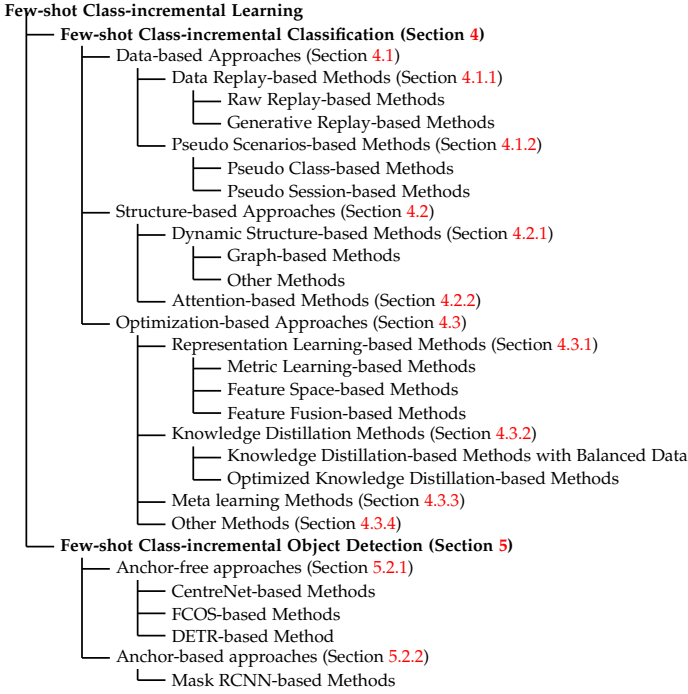 Few-shot Class-incremental Learning
Few-shot Class-incremental Classification (Section 4)
Data-based Approaches (Section 4.1)
Data Replay-based Methods (Section 4.1.1)
Raw Replay-based Methods
Generative Replay-based Methods
Pseudo Scenarios-based Methods (Section 4.1.2)
Pseudo Class-based Methods
Pseudo Session-based Methods
Structure-based Approaches (Section 4.2)
Dynamic Structure-based Methods (Section 4.2.1)
Graph-based Methods
Other Methods
Attention-based Methods (Section 4.2.2)
Optimization-based Approaches (Section 4.3)
Representation Learning-based Methods (Section 4.3.1)
Metric Learning-based Methods
Feature Space-based Methods
Feature Fusion-based Methods
Knowledge Distillation Methods (Section 4.3.2)
Knowledge Distillation-based Methods with Balanced Data
Optimized Knowledge Distillation-based Methods
Meta learning Methods (Section 4.3.3)
Other Methods (Section 4.3.4)
Few-shot Class-incremental Object Detection (Section 5)
Anchor-free approaches (Section 5.2.1)
CentreNet-based Methods
FCOS-based Methods
DETR-based Method
Anchor-based approaches (Section 5.2.2)
Mask RCNN-based Methods